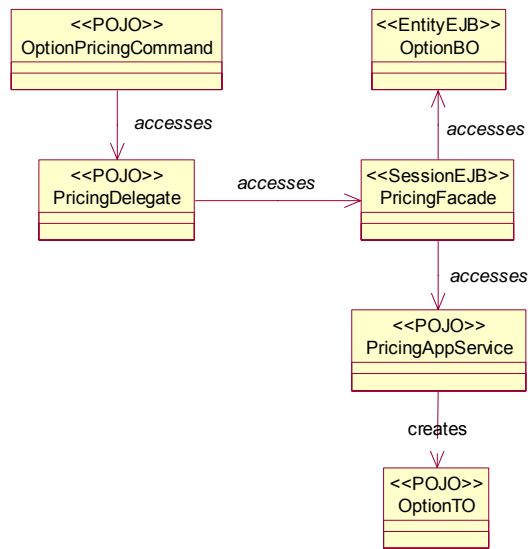 <<POJO>>
OptionPricingCommand
<<EntityEJB>>
OptionBO
accesses
accesses
<<POJO>>
PricingDelegate
accesses
<<SessionEJB>>
PricingFacade
accesses
<<POJO>>
PricingAppService
creates
<<POJO>>
OptionTO